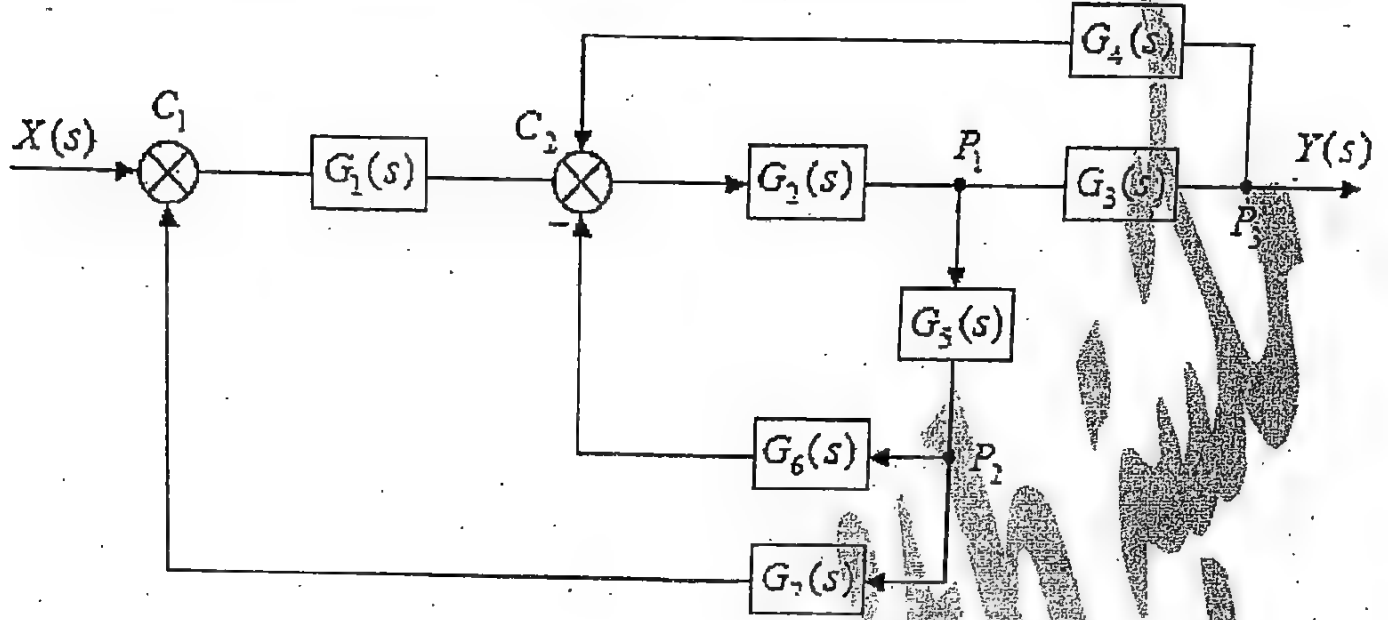 G₄(s)
C₁
X(s)
G₁(s)
C₂
G₂(s)
P₁
G₃(s)
Y(s)
P₃
-
G₅(s)
G₆(s)
P₂
G₇(s)